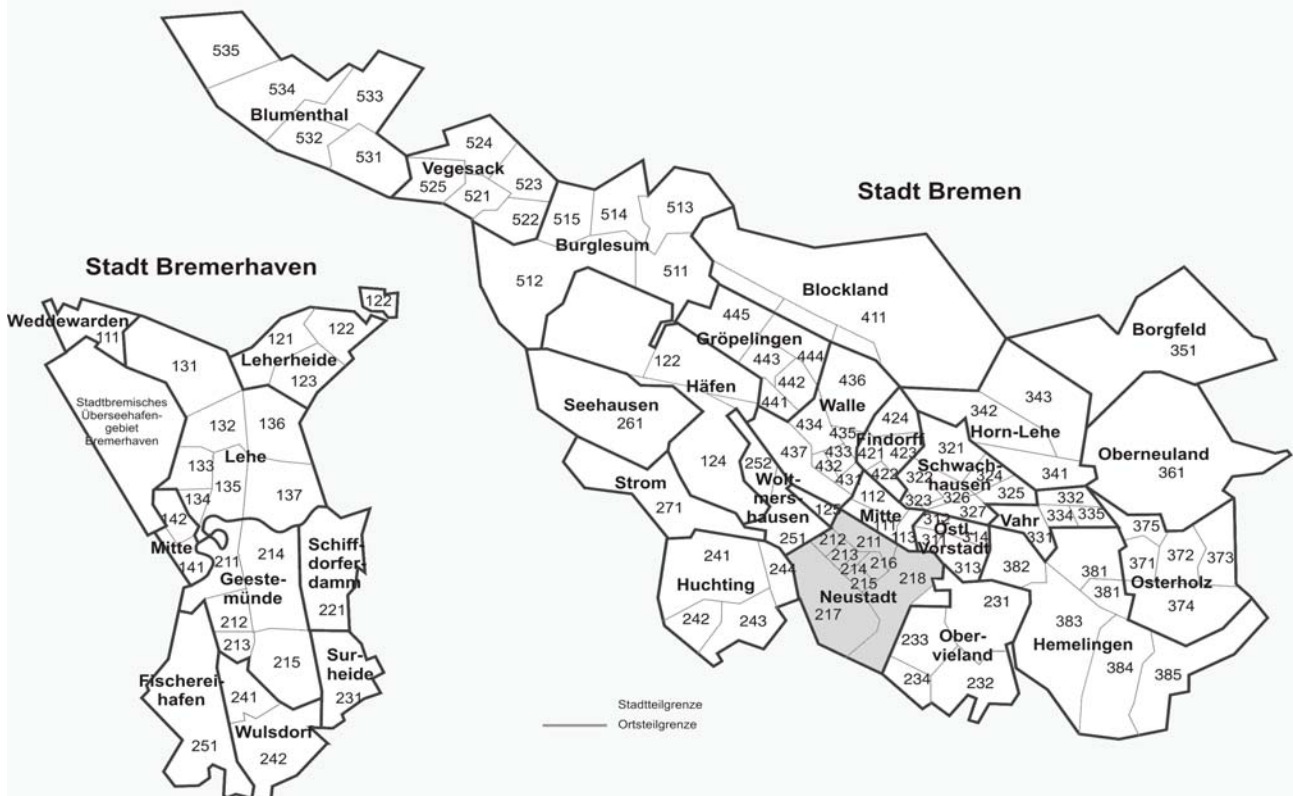 535
534
533
Blumenthal
532
531
524
Vegesack
525
523
521
522
515
514
513
Burglesum
512
511
Stadt Bremen
Blockland
411
Borgfeld
351
445
Gröpelingen
443
444
442
441
122
Häfen
Seehausen
261
436
Walle
434
435
437
433
432
431
424
Findorff
421
423
422
342
343
Horn-Lehe
341
321
Schwach-
hausen
322
324
323
326
325
327
Oberneuland
361
332
334
335
Vahr
331
Strom
271
124
252
Wolt-
mers-
hausen
125
251
112
Mitte
111
113
312
311
314
Östl.
Vorstadt
313
241
244
Huchting
242
243
212
211
213
216
214
215
218
Neustadt
217
231
233
Ober-
vieland
234
232
382
381
381
383
Hemelingen
384
385
375
371
372
373
Osterholz
374
Stadt Bremerhaven
122
Weddewarden
111
121
122
Leherheide
123
131
Stadtbremisches
Überseehafen-
gebiet
Bremerhaven
132
136
Lehe
133
135
134
137
142
Mitte
141
211
214
Geeste-
münde
212
213
215
Schiff-
dorfer-
damm
221
Sur-
heide
231
Fischerei-
hafen
251
241
Wulsdorf
242
Stadtteilgrenze
Ortsteilgrenze